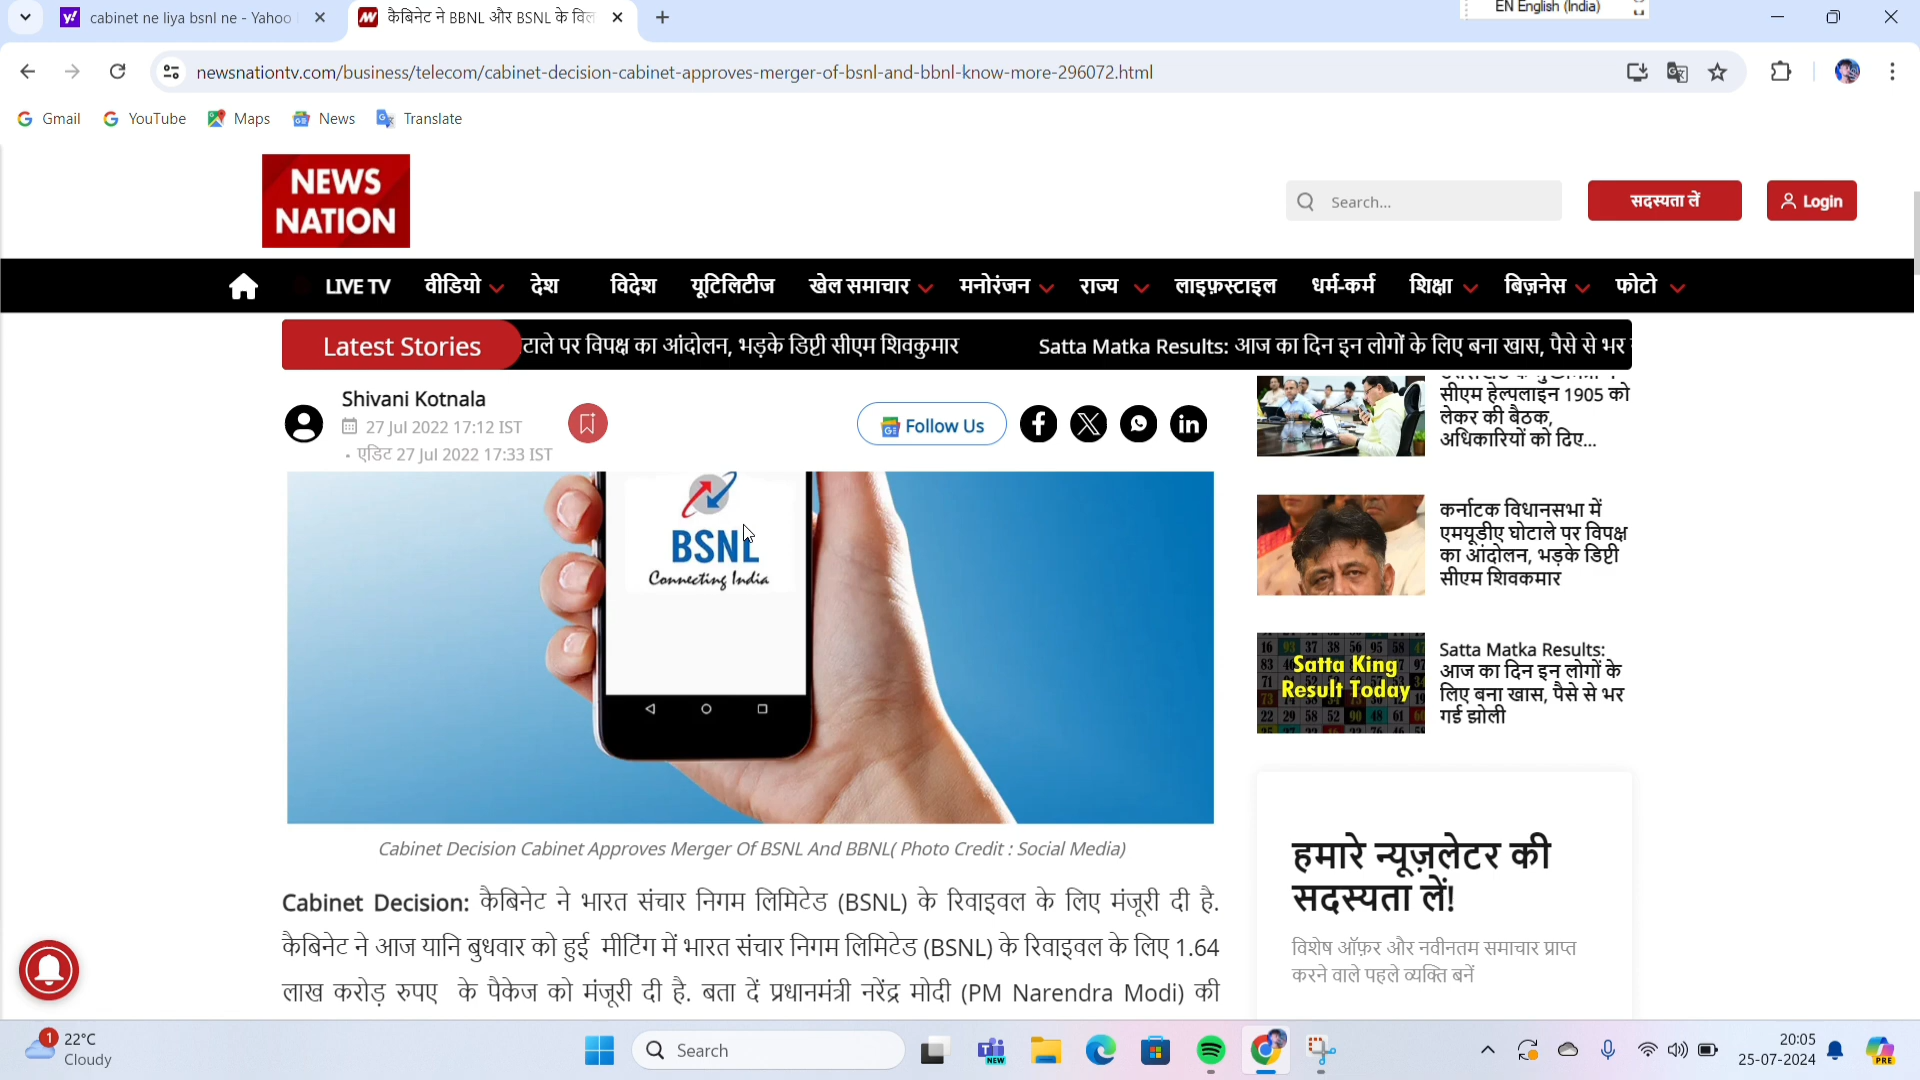 cabinet ne liya bsnl ne - Yahoo
कैबिनेट ने BBNL और BSNL के विल
EN English (India)
newsnationtv.com/business/telecom/cabinet-decision-cabinet-approves-merger-of-bsnl-and-bbnl-know-more-296072.html
Gmail YouTube Maps News Translate
NEWS
NATION
Search...
सदस्यता लें
Login
LIVE TV वीडियो देश विदेश यूटिलिटीज खेल समाचार मनोरंजन राज्य लाइफ़स्टाइल धर्म-कर्म शिक्षा बिज़नेस फोटो
Latest Stories
टाले पर विपक्ष का आंदोलन, भड़के डिप्टी सीएम शिवकुमार Satta Matka Results: आज का दिन इन लोगों के लिए बना खास, पैसे से भर
Shivani Kotnala
27 Jul 2022 17:12 IST
• एडिट 27 Jul 2022 17:33 IST
Follow Us
BSNL
Connecting India
Cabinet Decision Cabinet Approves Merger Of BSNL And BBNL( Photo Credit : Social Media)
Cabinet Decision: कैबिनेट ने भारत संचार निगम लिमिटेड (BSNL) के रिवाइवल के लिए मंजूरी दी है.
कैबिनेट ने आज यानि बुधवार को हुई मीटिंग में भारत संचार निगम लिमिटेड (BSNL) के रिवाइवल के लिए 1.64
लाख करोड़ रुपए के पैकेज को मंजूरी दी है. बता दें प्रधानमंत्री नरेंद्र मोदी (PM Narendra Modi) की
सीएम हेल्पलाइन 1905 को
लेकर की बैठक,
अधिकारियों को दिए...
कर्नाटक विधानसभा में
एमयूडीए घोटाले पर विपक्ष
का आंदोलन, भड़के डिप्टी
सीएम शिवकमार
Satta King
Result Today
Satta Matka Results:
आज का दिन इन लोगों के
लिए बना खास, पैसे से भर
गई झोली
हमारे न्यूज़लेटर की
सदस्यता लें!
विशेष ऑफ़र और नवीनतम समाचार प्राप्त
करने वाले पहले व्यक्ति बनें
1
22°C
Cloudy
Search
NEW
20:05
25-07-2024
PRE